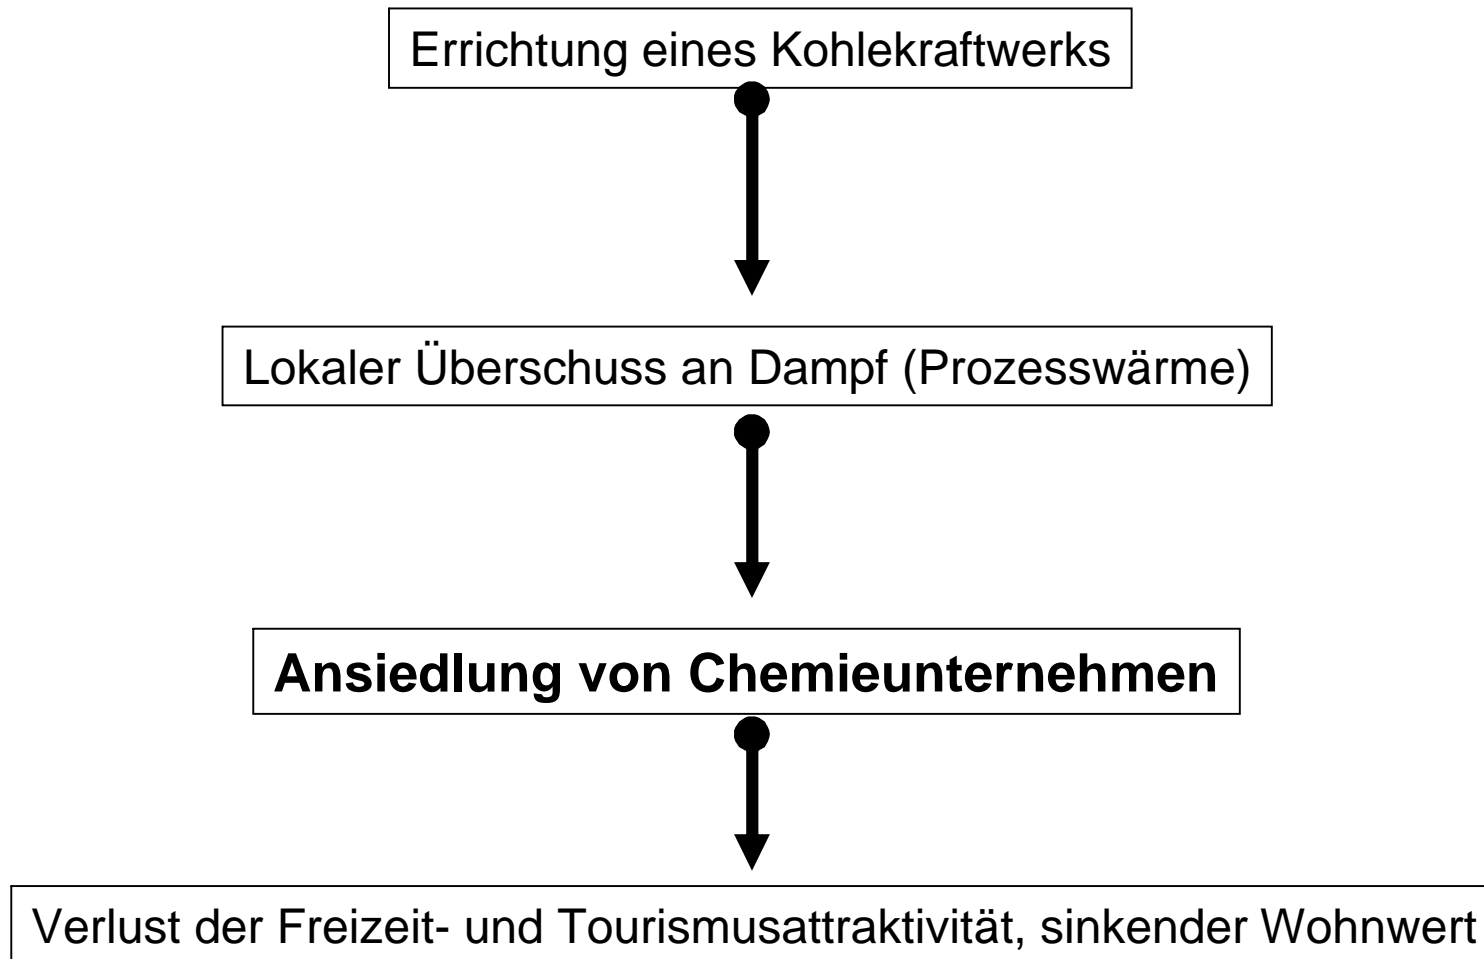 Errichtung eines Kohlekraftwerks
Lokaler Überschuss an Dampf (Prozesswärme)
Ansiedlung von Chemieunternehmen
Verlust der Freizeit- und Tourismusattraktivität, sinkender Wohnwert